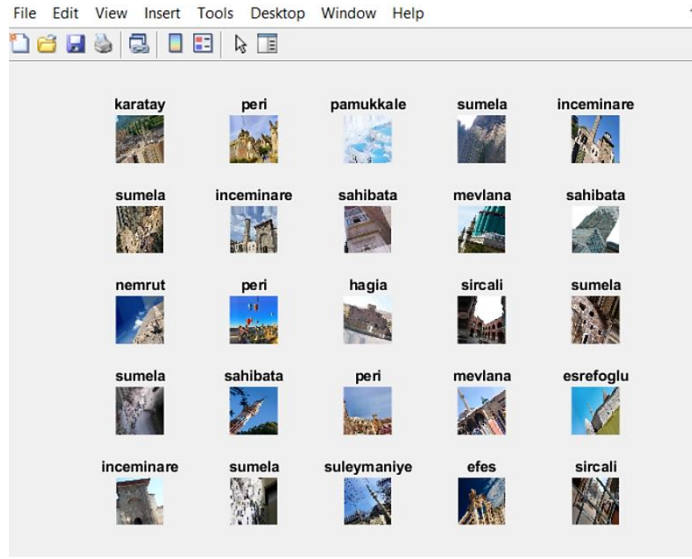 File Edit View Insert Tools Desktop Window Help
karatay peri pamukkale sumela inceminare
sumela inceminare sahibata mevlana sahibata
nemrut peri hagia sircali sumela
sumela sahibata peri mevlana esrefoglu
inceminare sumela suleymaniye efes sircali